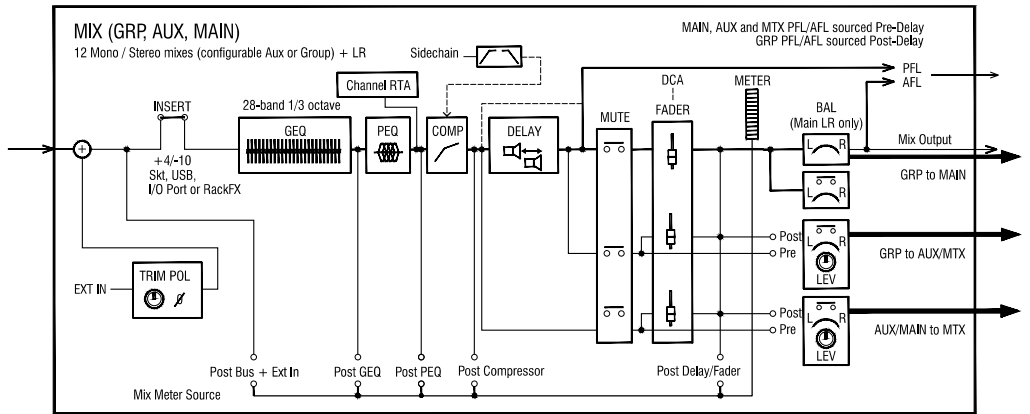 MIX (GRP, AUX, MAIN)
12 Mono / Stereo mixes (configurable Aux or Group) + LR
MAIN, AUX and MTX PFL/AFL sourced Pre-Delay
GRP PFL/AFL sourced Post-Delay
Sidechain
Channel RTA
DCA
METER
PFL
AFL
INSERT
28-band 1/3 octave
GEQ
PEQ
COMP
DELAY
MUTE
FADER
BAL
(Main LR only)
L R
Mix Output
GRP to MAIN
L R
+4/-10
Skt, USB,
I/O Port or RackFX
Post
Pre
L R
LEV
GRP to AUX/MTX
EXT IN
TRIM POL
ø
Post
Pre
L R
LEV
AUX/MAIN to MTX
Post Bus + Ext In
Post GEQ
Post PEQ
Post Compressor
Post Delay/Fader
Mix Meter Source